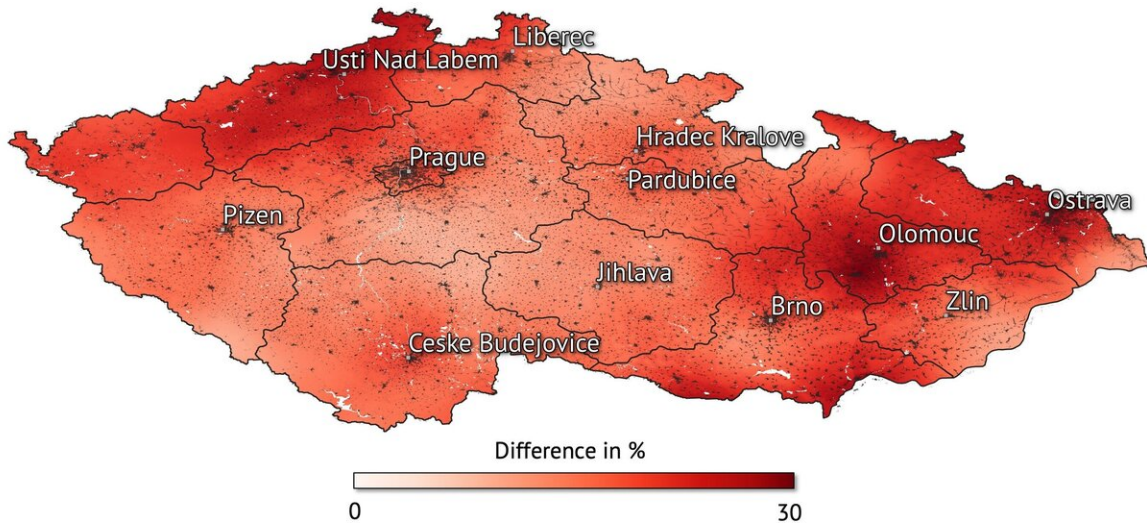 Liberec
Usti Nad Labem
Hradec Kralove
Prague
Pardubice
Pizen
Ostrava
Olomouc
Jihlava
Zlin
Brno
Ceske Budejovice
Difference in %
0 30